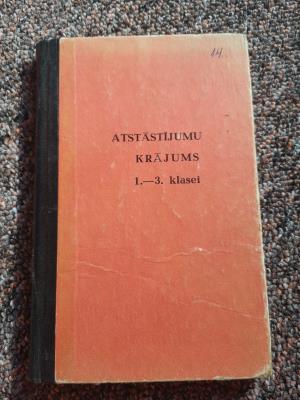 14.
ATSTĀSTĪJUMU
KRĀJUMS
1.—3. klasei